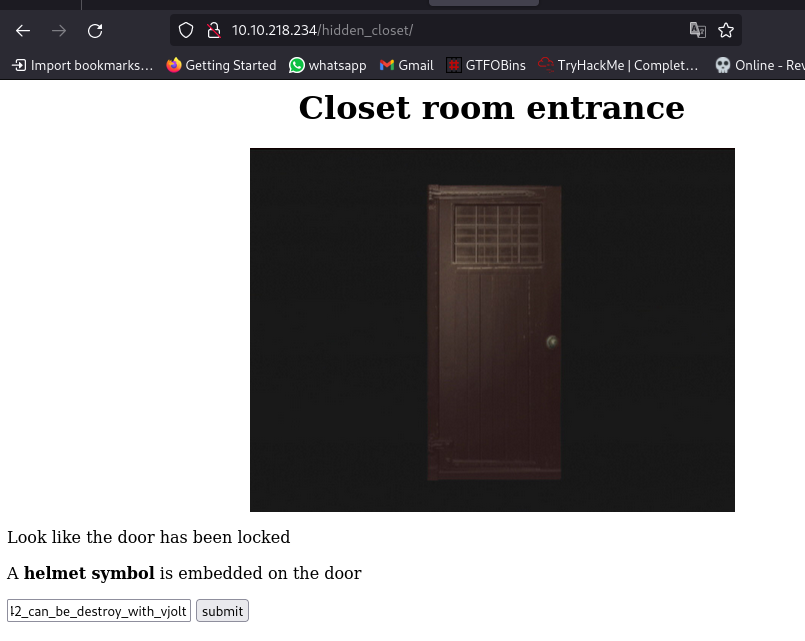 10.10.218.234/hidden_closet/
Import bookmarks… Getting Started whatsapp Gmail GTFOBins TryHackMe | Complet… Online - Rev
Closet room entrance
Look like the door has been locked
A helmet symbol is embedded on the door
42_can_be_destroy_with_vjolt submit